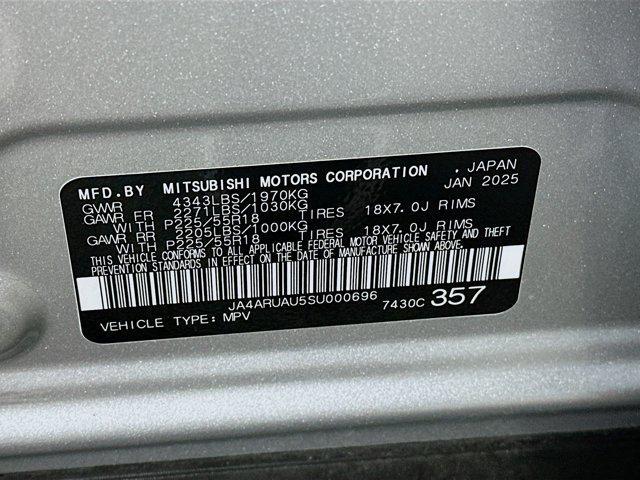 MFD.BY MITSUBISHI MOTORS CORPORATION , JAPAN
GVWR 4343LBS/1970KG JAN 2025
GAWR FR 2271LBS/1030KG
WITH P225/55R18 TIRES 18X7.0J RIMS
GAWR RR 2205LBS/1000KG
WITH P225/55R18 TIRES 18X7.0J RIMS
THIS VEHICLE CONFORMS TO ALL APPLICABLE FEDERAL MOTOR VEHICLE SAFETY AND THEFT
PREVENTION STANDARDS IN EFFECT ON THE DATE OF MANUFACTURE SHOWN ABOVE.
JA4ARUAU5SU000696 7430C 357
VEHICLE TYPE: MPV